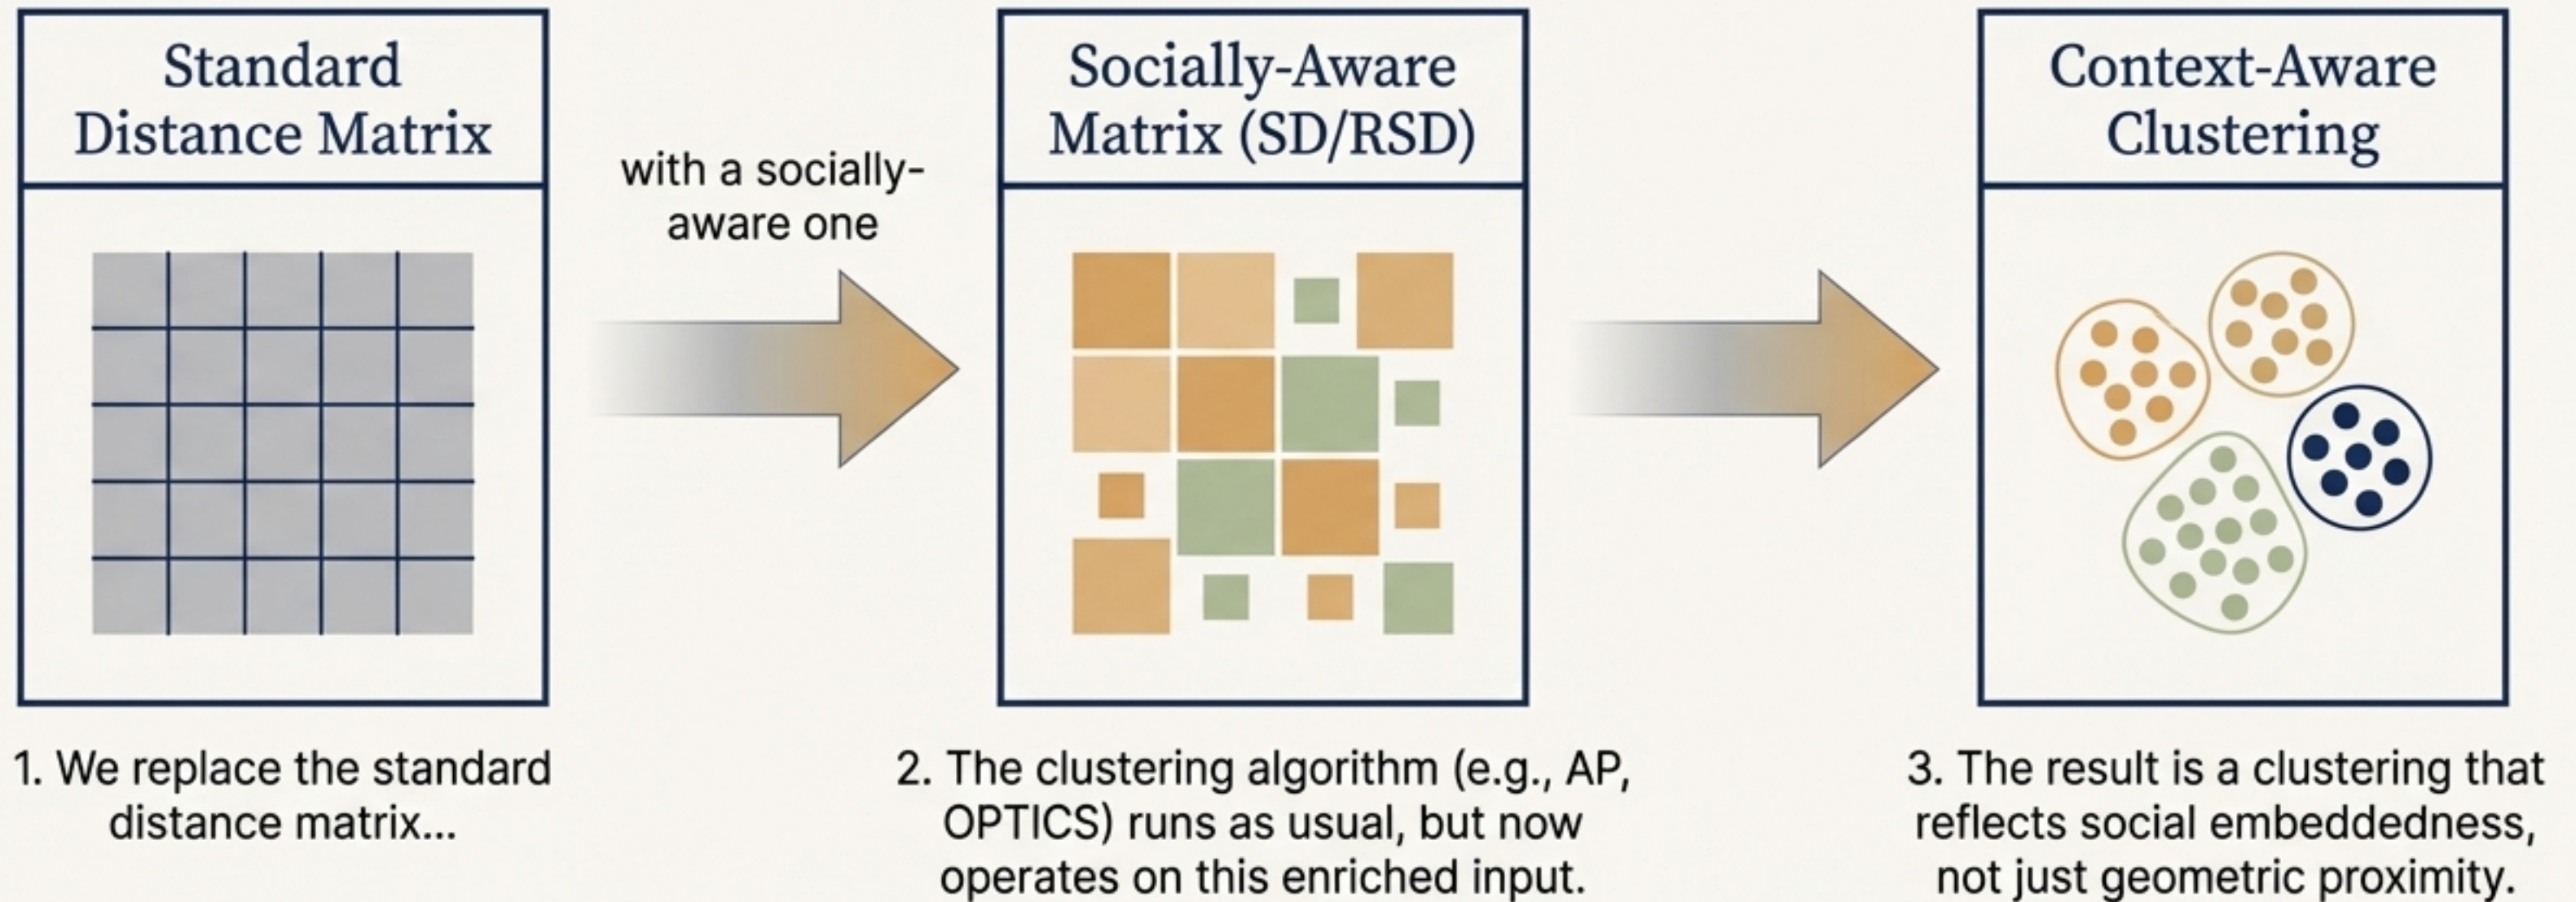 Standard
Distance Matrix
with a socially-
aware one
Socially-Aware
Matrix (SD/RSD)
Context-Aware
Clustering
1. We replace the standard
distance matrix...
2. The clustering algorithm (e.g., AP,
OPTICS) runs as usual, but now
operates on this enriched input.
3. The result is a clustering that
reflects social embeddedness,
not just geometric proximity.